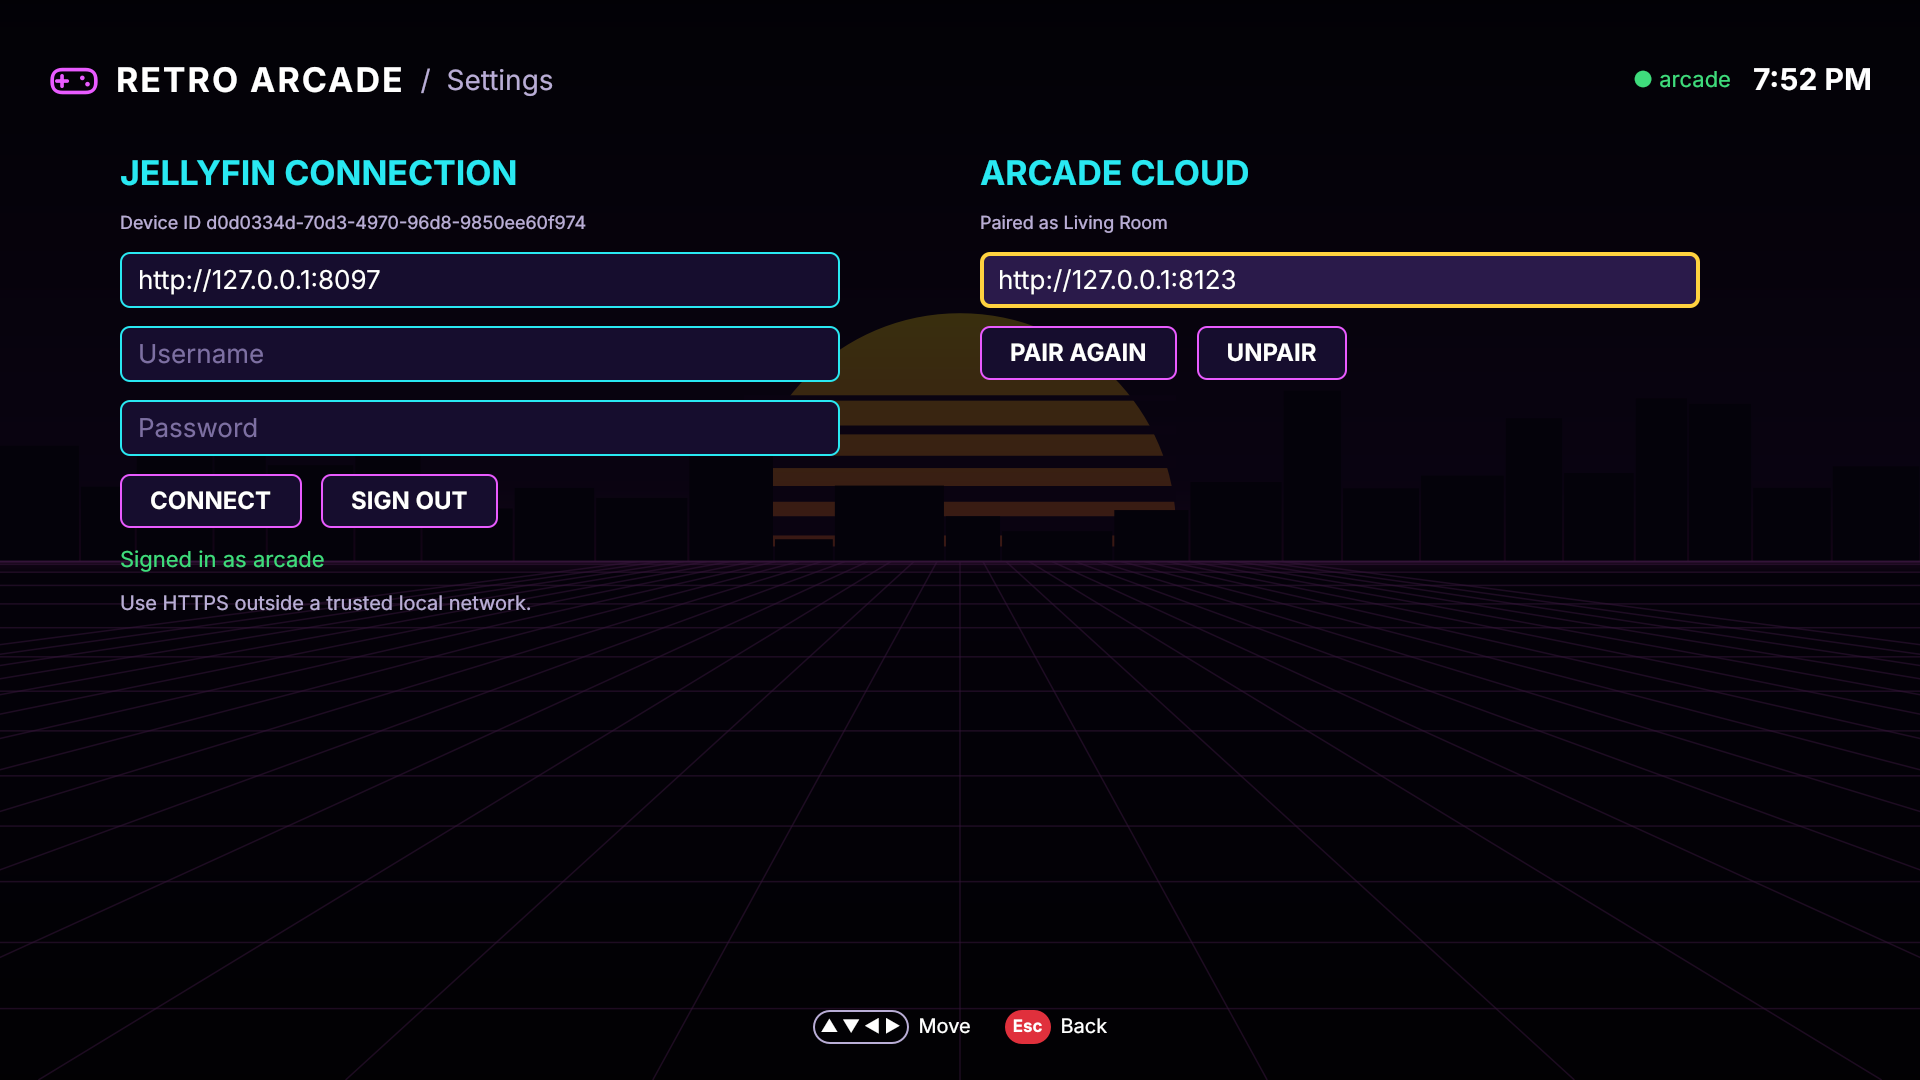 RETRO ARCADE / Settings
arcade 7:52 PM
JELLYFIN CONNECTION
Device ID d0d0334d-70d3-4970-96d8-9850ee60f974
http://127.0.0.1:8097
Username
Password
CONNECT SIGN OUT
Signed in as arcade
Use HTTPS outside a trusted local network.
ARCADE CLOUD
Paired as Living Room
http://127.0.0.1:8123
PAIR AGAIN UNPAIR
▲▼◀▶ Move Esc Back